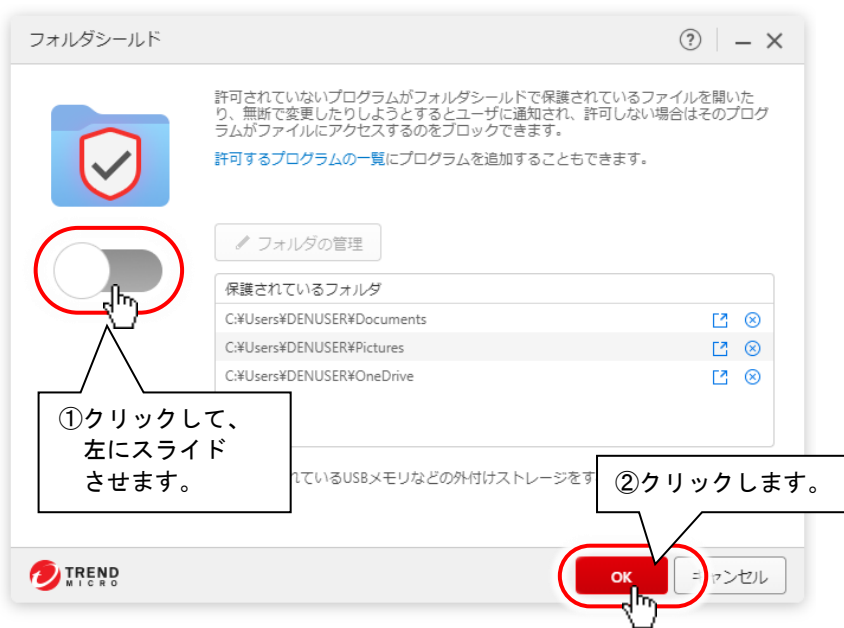 フォルダシールド
許可されていないプログラムがフォルダシールドで保護されているファイルを開いた
り、無断で変更したりしようとするとユーザに通知され、許可しない場合はそのプログ
ラムがファイルにアクセスするのをブロックできます。
許可するプログラムの一覧にプログラムを追加することもできます。
フォルダの管理
保護されているフォルダ
C:¥Users¥DENUSER¥Documents
C:¥Users¥DENUSER¥Pictures
C:¥Users¥DENUSER¥OneDrive
①クリックして、
左にスライド
させます。
ているUSBメモリなどの外付けストレージをす
②クリックします。
TREND
MICRO
OK
キャンセル